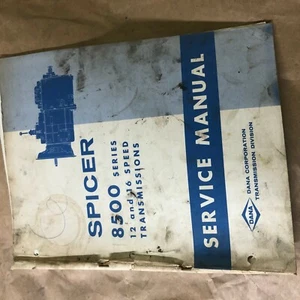 SPICER
8500 SERIES
12 and 16 SPEED
TRANSMISSIONS
SERVICE MANUAL
DANA
DANA CORPORATION
TRANSMISSION DIVISION